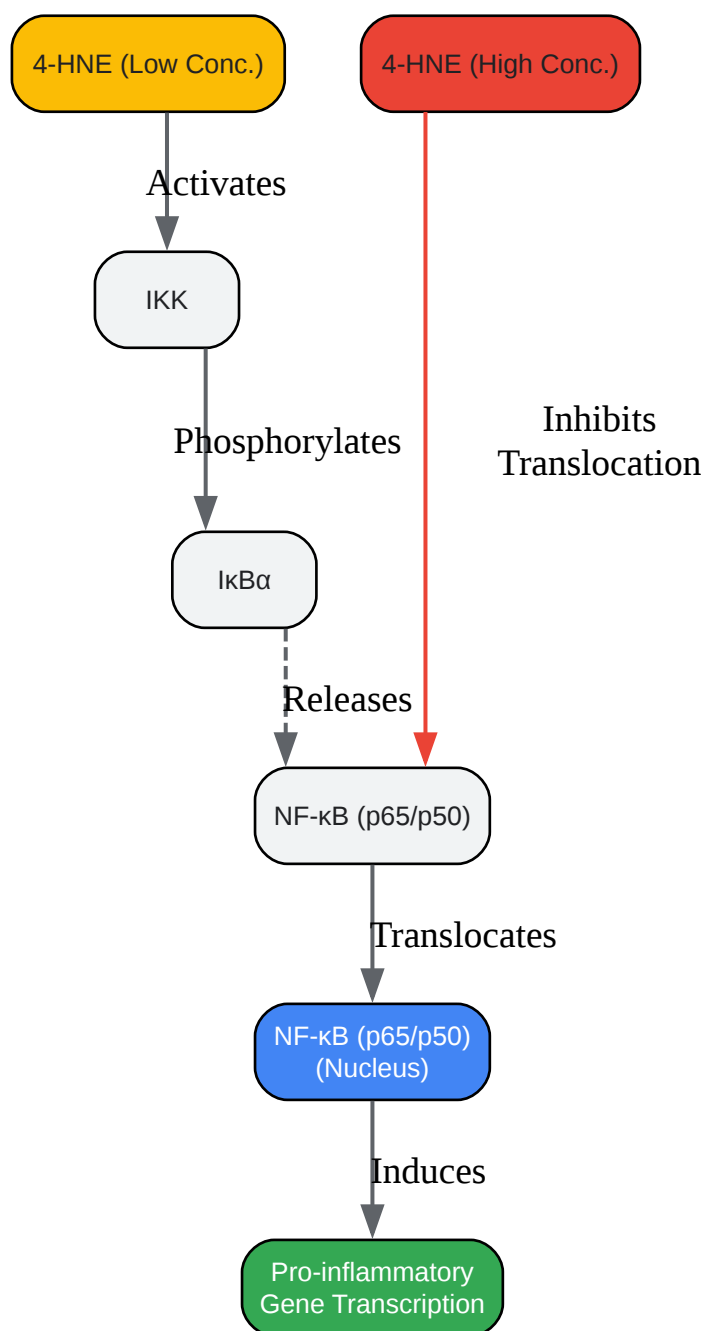 4-HNE (Low Conc.)
4-HNE (High Conc.)
Activates
IKK
Inhibits
Translocation
Phosphorylates
IκBα
Releases
NF-κB (p65/p50)
Translocates
NF-κB (p65/p50)
(Nucleus)
Induces
Pro-inflammatory
Gene Transcription